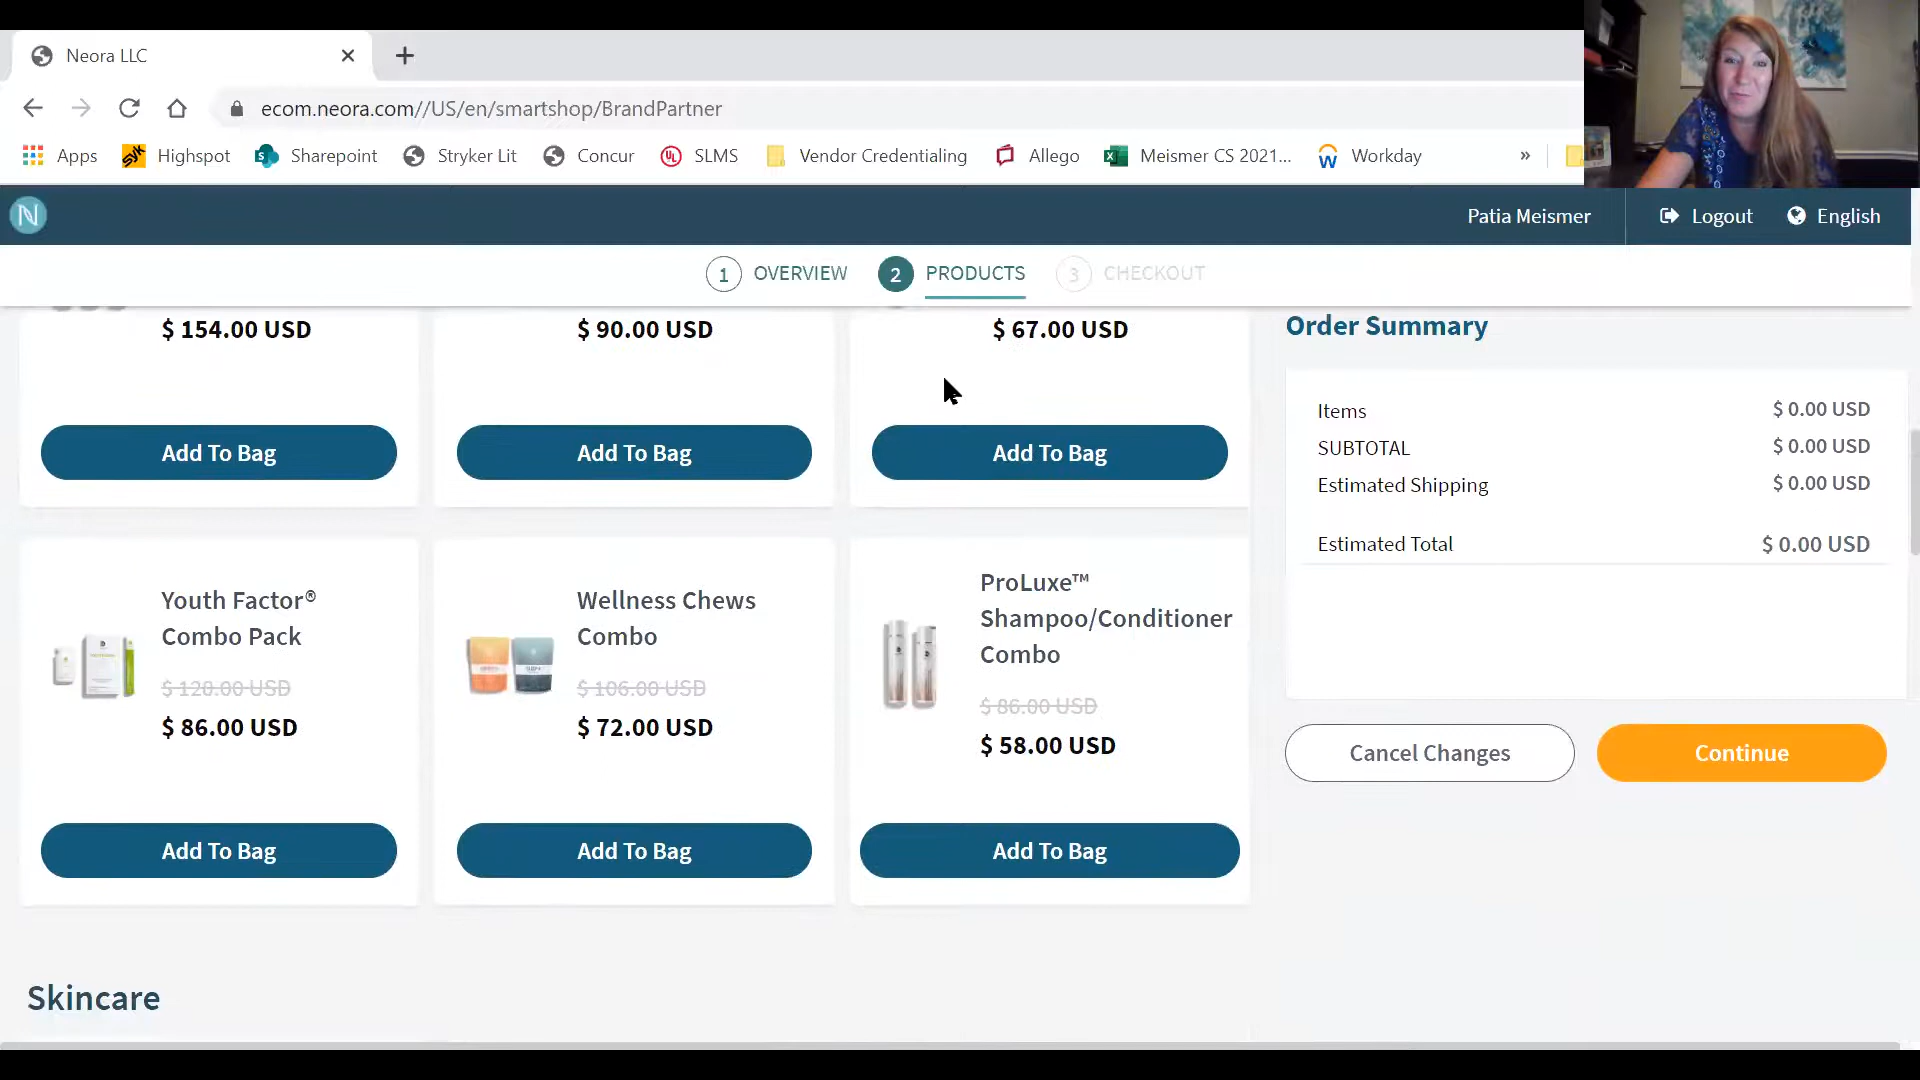 Neora LLC
ecom.neora.com//US/en/smartshop/BrandPartner
Apps Highspot Sharepoint Stryker Lit Concur SLMS Vendor Credentialing Allego Meismer CS 2021... Workday »
Patia Meismer Logout English
1 OVERVIEW 2 PRODUCTS 3 CHECKOUT
$ 154.00 USD
$ 90.00 USD
$ 67.00 USD
Add To Bag
Add To Bag
Add To Bag
Youth Factor®
Combo Pack
$ 128.00 USD
$ 86.00 USD
Add To Bag
Wellness Chews
Combo
$ 106.00 USD
$ 72.00 USD
Add To Bag
ProLuxe™
Shampoo/Conditioner
Combo
$ 86.00 USD
$ 58.00 USD
Add To Bag
Skincare
Order Summary
Items $ 0.00 USD
SUBTOTAL $ 0.00 USD
Estimated Shipping $ 0.00 USD
Estimated Total $ 0.00 USD
Cancel Changes
Continue